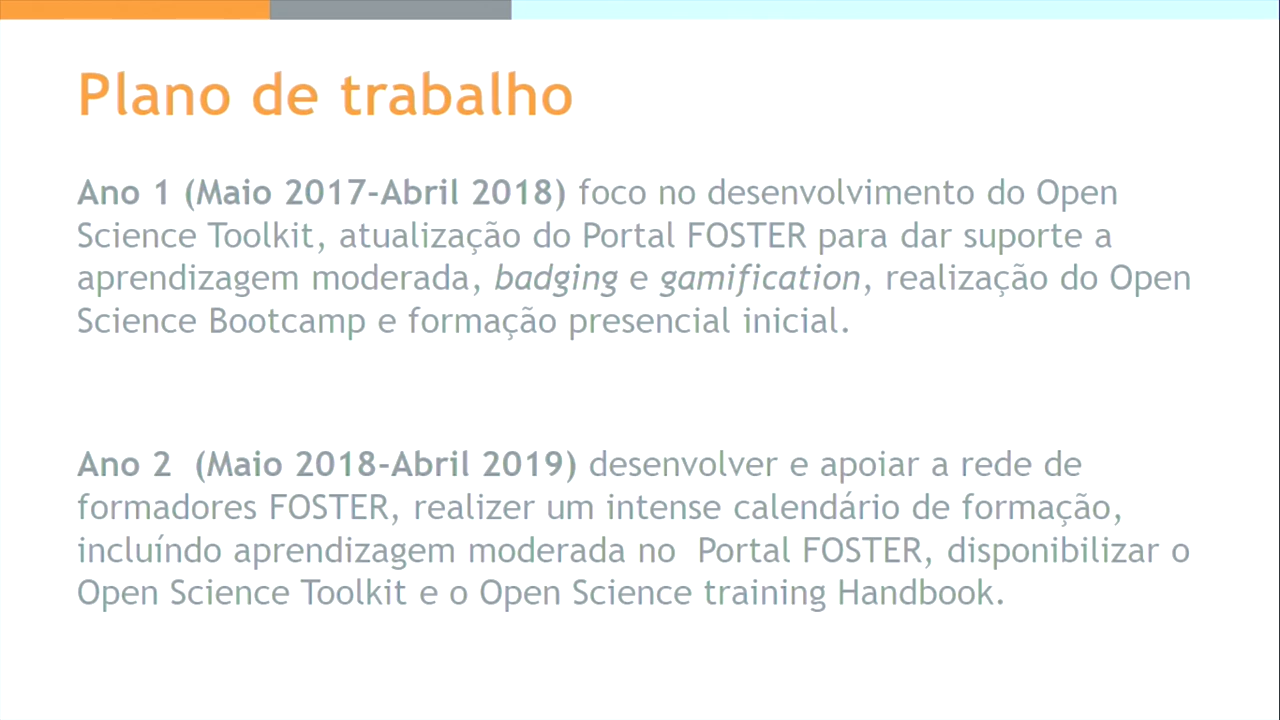 Plano de trabalho
Ano 1 (Maio 2017-Abril 2018) foco no desenvolvimento do Open
Science Toolkit, atualização do Portal FOSTER para dar suporte a
aprendizagem moderada, badging e gamification, realização do Open
Science Bootcamp e formação presencial inicial.
Ano 2  (Maio 2018-Abril 2019) desenvolver e apoiar a rede de
formadores FOSTER, realizer um intense calendário de formação,
incluíndo aprendizagem moderada no  Portal FOSTER, disponibilizar o
Open Science Toolkit e o Open Science training Handbook.